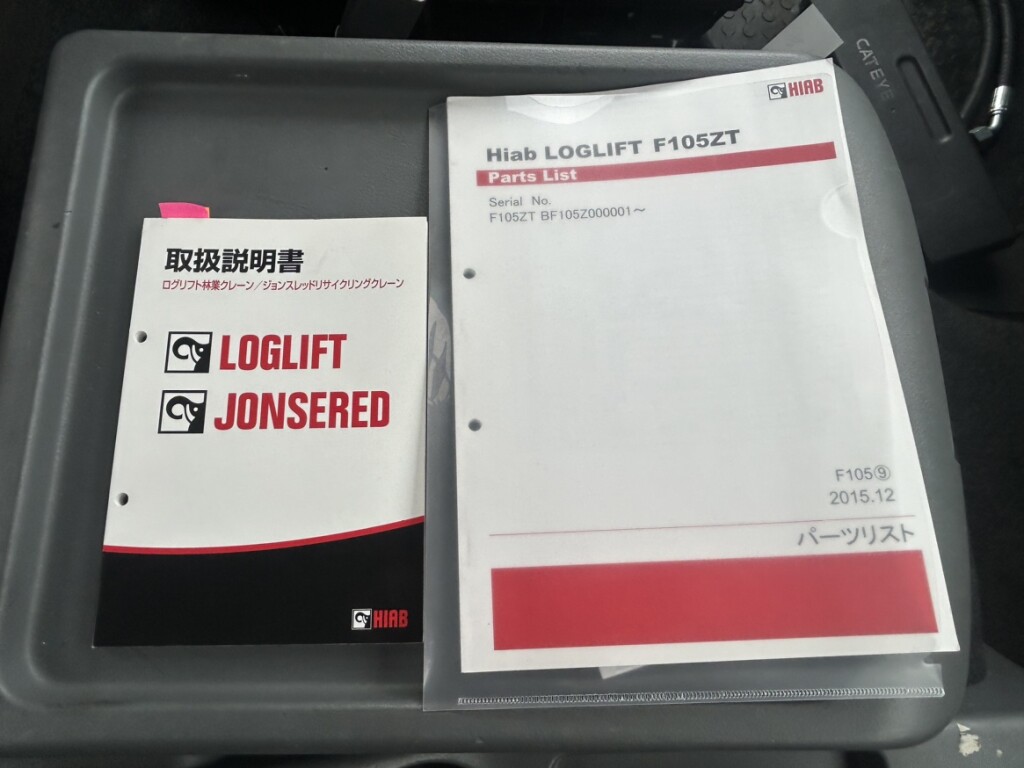 取扱説明書
ログリフト林業クレーン／ジョンスレッドリサイクリングクレーン
LOGLIFT
JONSERED
HIAB
HIAB
Hiab LOGLIFT F105ZT
Parts List
Serial No.
F105ZT BF105Z000001～
F105⑨
2015.12
パーツリスト
CATEYE